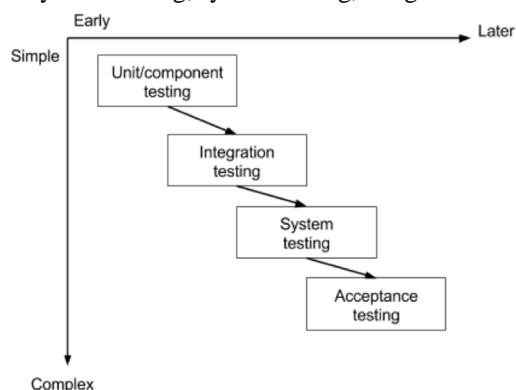 Early
Later
Simple
Unit/component
testing
Integration
testing
System
testing
Acceptance
testing
Complex